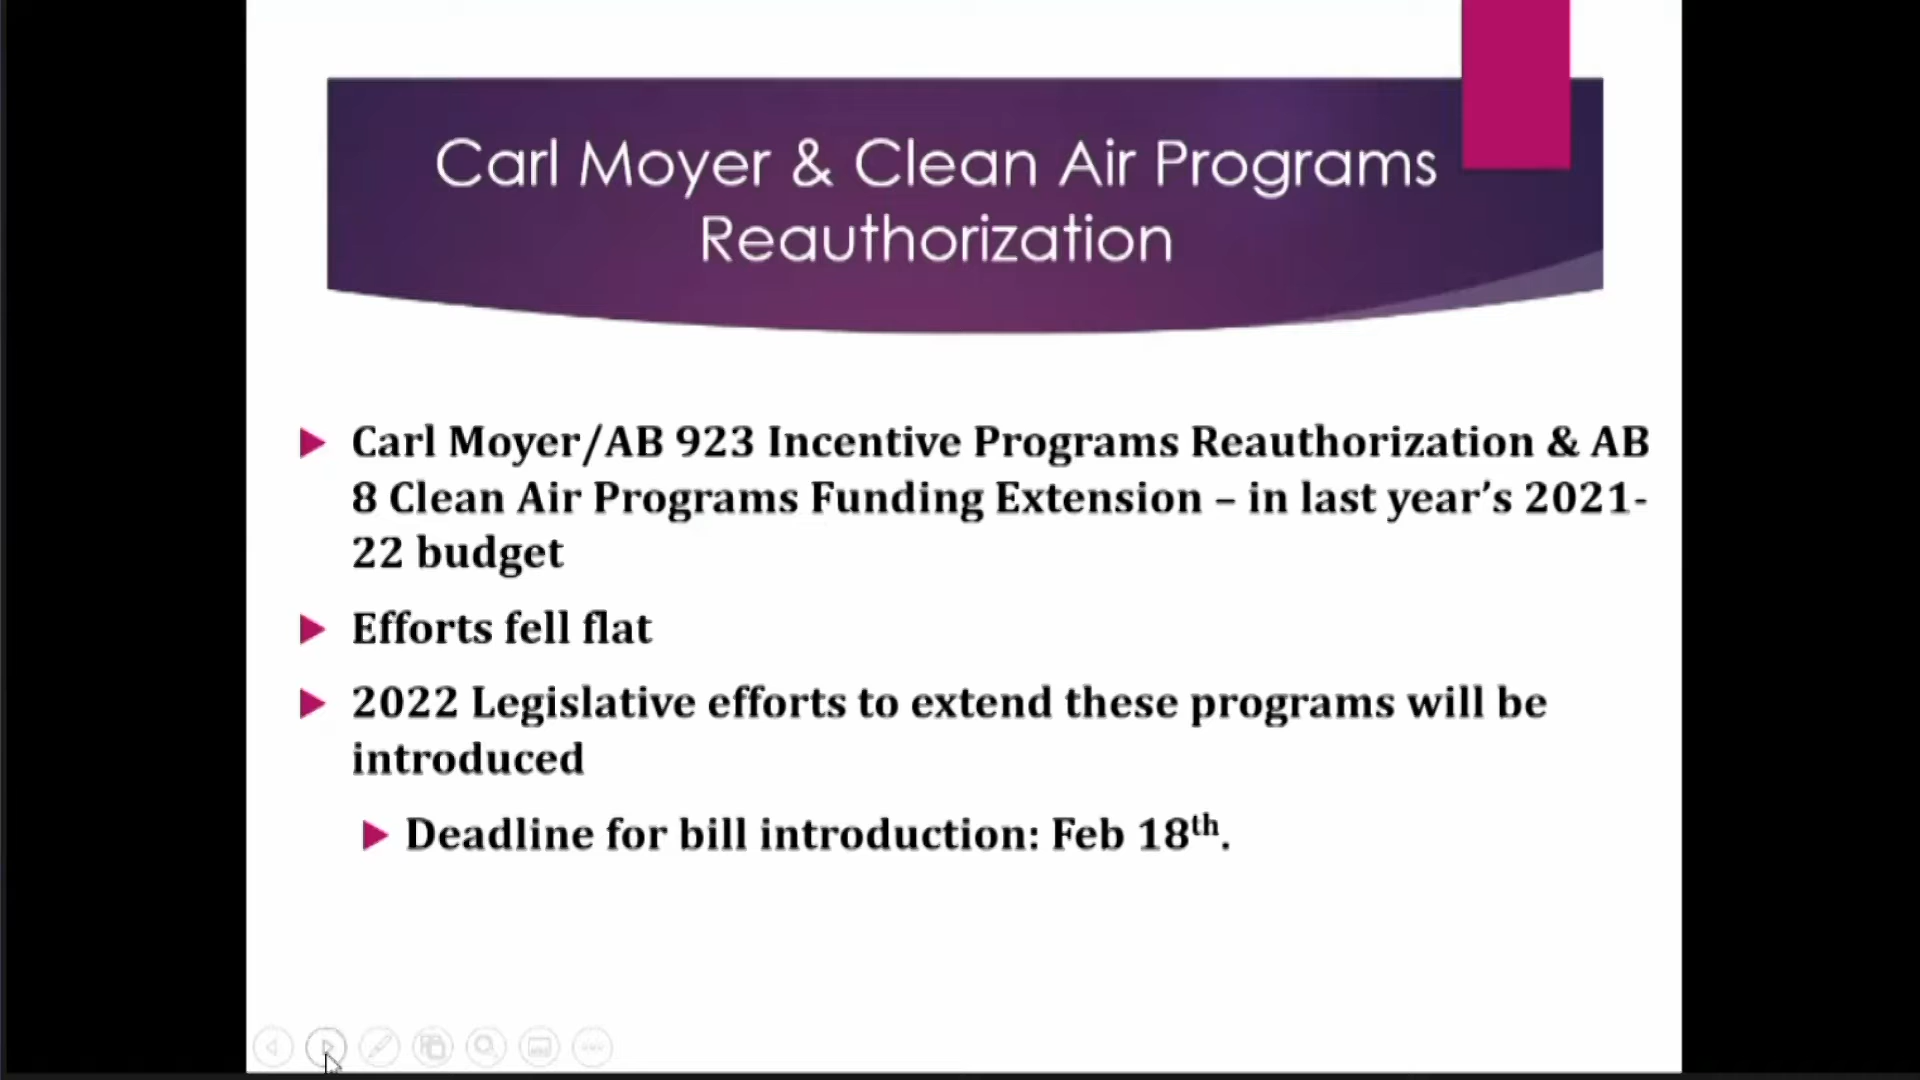 Carl Moyer & Clean Air Programs
Reauthorization
Carl Moyer/AB 923 Incentive Programs Reauthorization & AB
8 Clean Air Programs Funding Extension – in last year’s 2021-
22 budget
Efforts fell flat
2022 Legislative efforts to extend these programs will be
introduced
Deadline for bill introduction: Feb 18th.